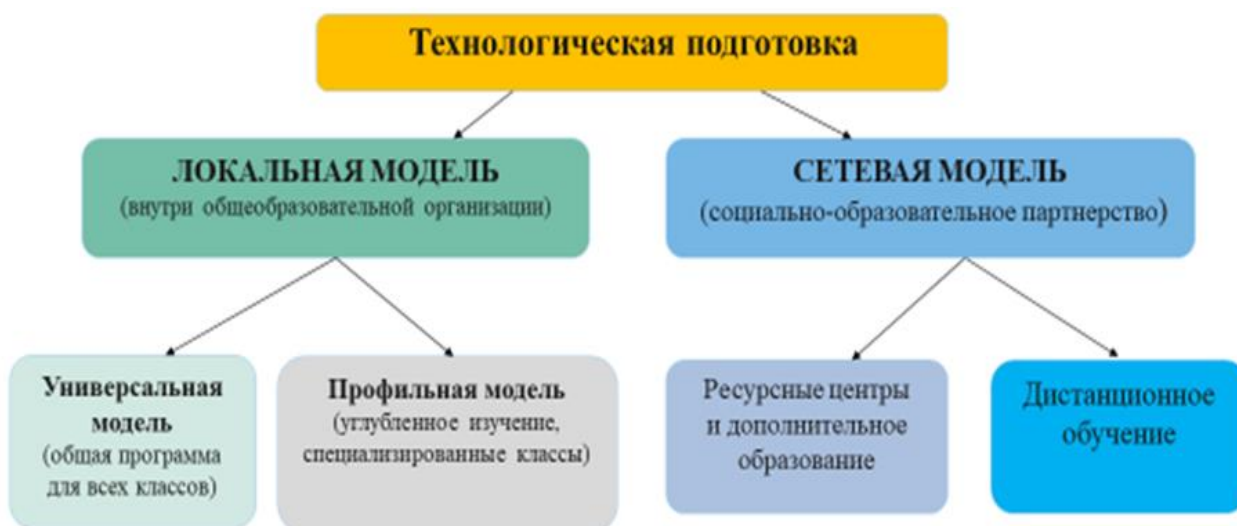 Технологическая подготовка
ЛОКАЛЬНАЯ МОДЕЛЬ
(внутри общеобразовательной организации)
СЕТЕВАЯ МОДЕЛЬ
(социально-образовательное партнерство)
Универсальная
модель
(общая программа
для всех классов)
Профильная модель
(углубленное изучение,
специализированные классы)
Ресурсные центры
и дополнительное
образование
Дистанционное
обучение